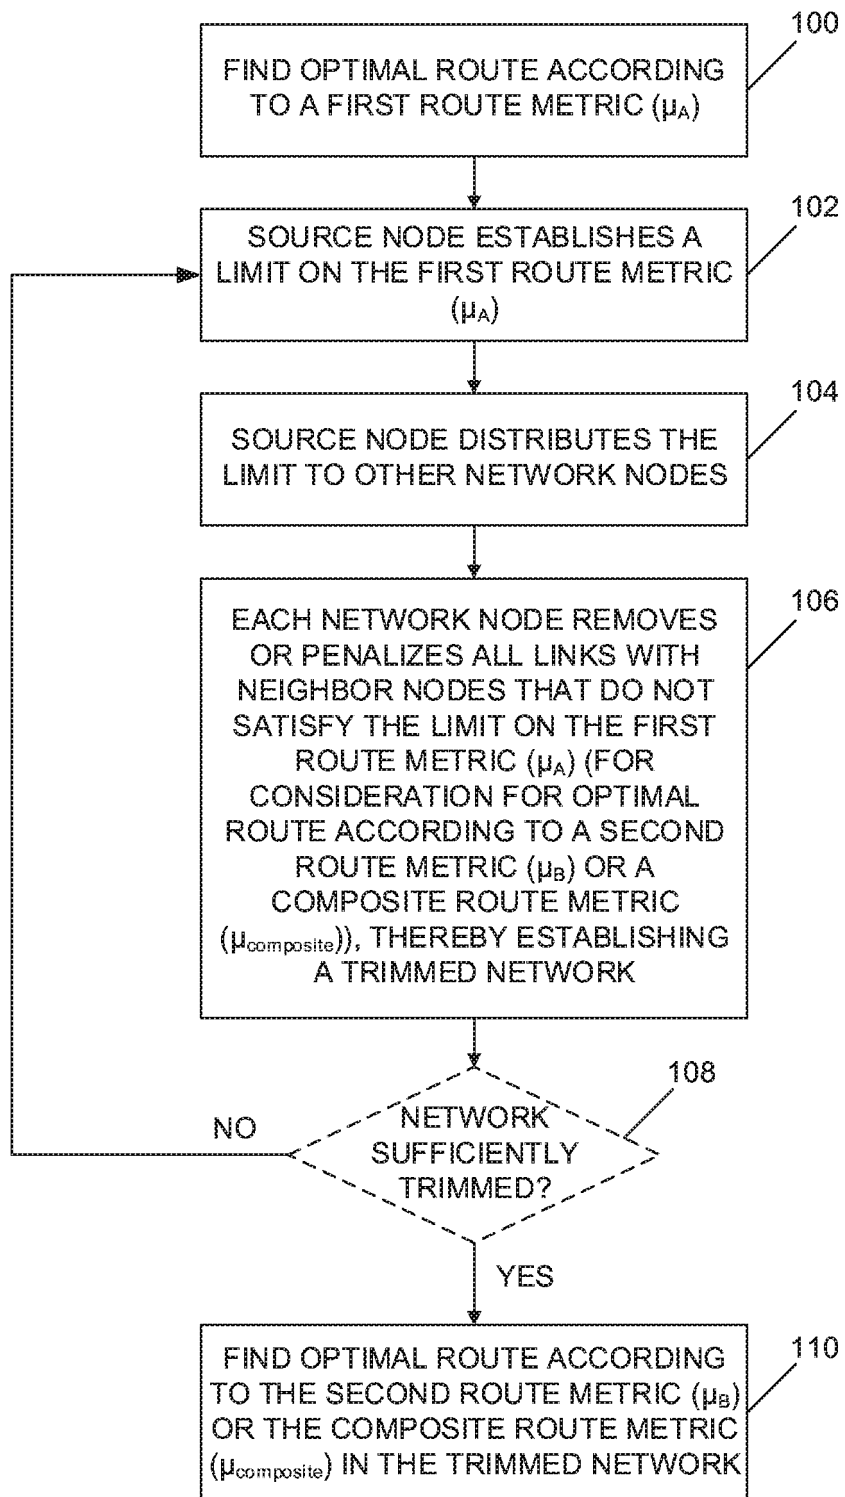 100
FIND OPTIMAL ROUTE ACCORDING
TO A FIRST ROUTE METRIC (μA)
102
SOURCE NODE ESTABLISHES A
LIMIT ON THE FIRST ROUTE METRIC
(μA)
104
SOURCE NODE DISTRIBUTES THE
LIMIT TO OTHER NETWORK NODES
106
EACH NETWORK NODE REMOVES
OR PENALIZES ALL LINKS WITH
NEIGHBOR NODES THAT DO NOT
SATISFY THE LIMIT ON THE FIRST
ROUTE METRIC (μA) (FOR
CONSIDERATION FOR OPTIMAL
ROUTE ACCORDING TO A SECOND
ROUTE METRIC (μB) OR A
COMPOSITE ROUTE METRIC
(μcomposite)), THEREBY ESTABLISHING
A TRIMMED NETWORK
108
NETWORK
SUFFICIENTLY
TRIMMED?
NO
YES
110
FIND OPTIMAL ROUTE ACCORDING
TO THE SECOND ROUTE METRIC (μB)
OR THE COMPOSITE ROUTE METRIC
(μcomposite) IN THE TRIMMED NETWORK